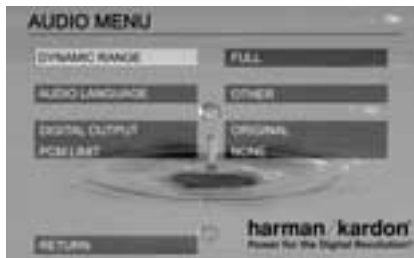 AUDIO MENU
DYNAMIC RANGE FULL
AUDIO LANGUAGE OTHER
DIGITAL OUTPUT ORIGINAL
PCM LIMIT NONE
RETURN
harman/kardon
Power for the Digital Revolution